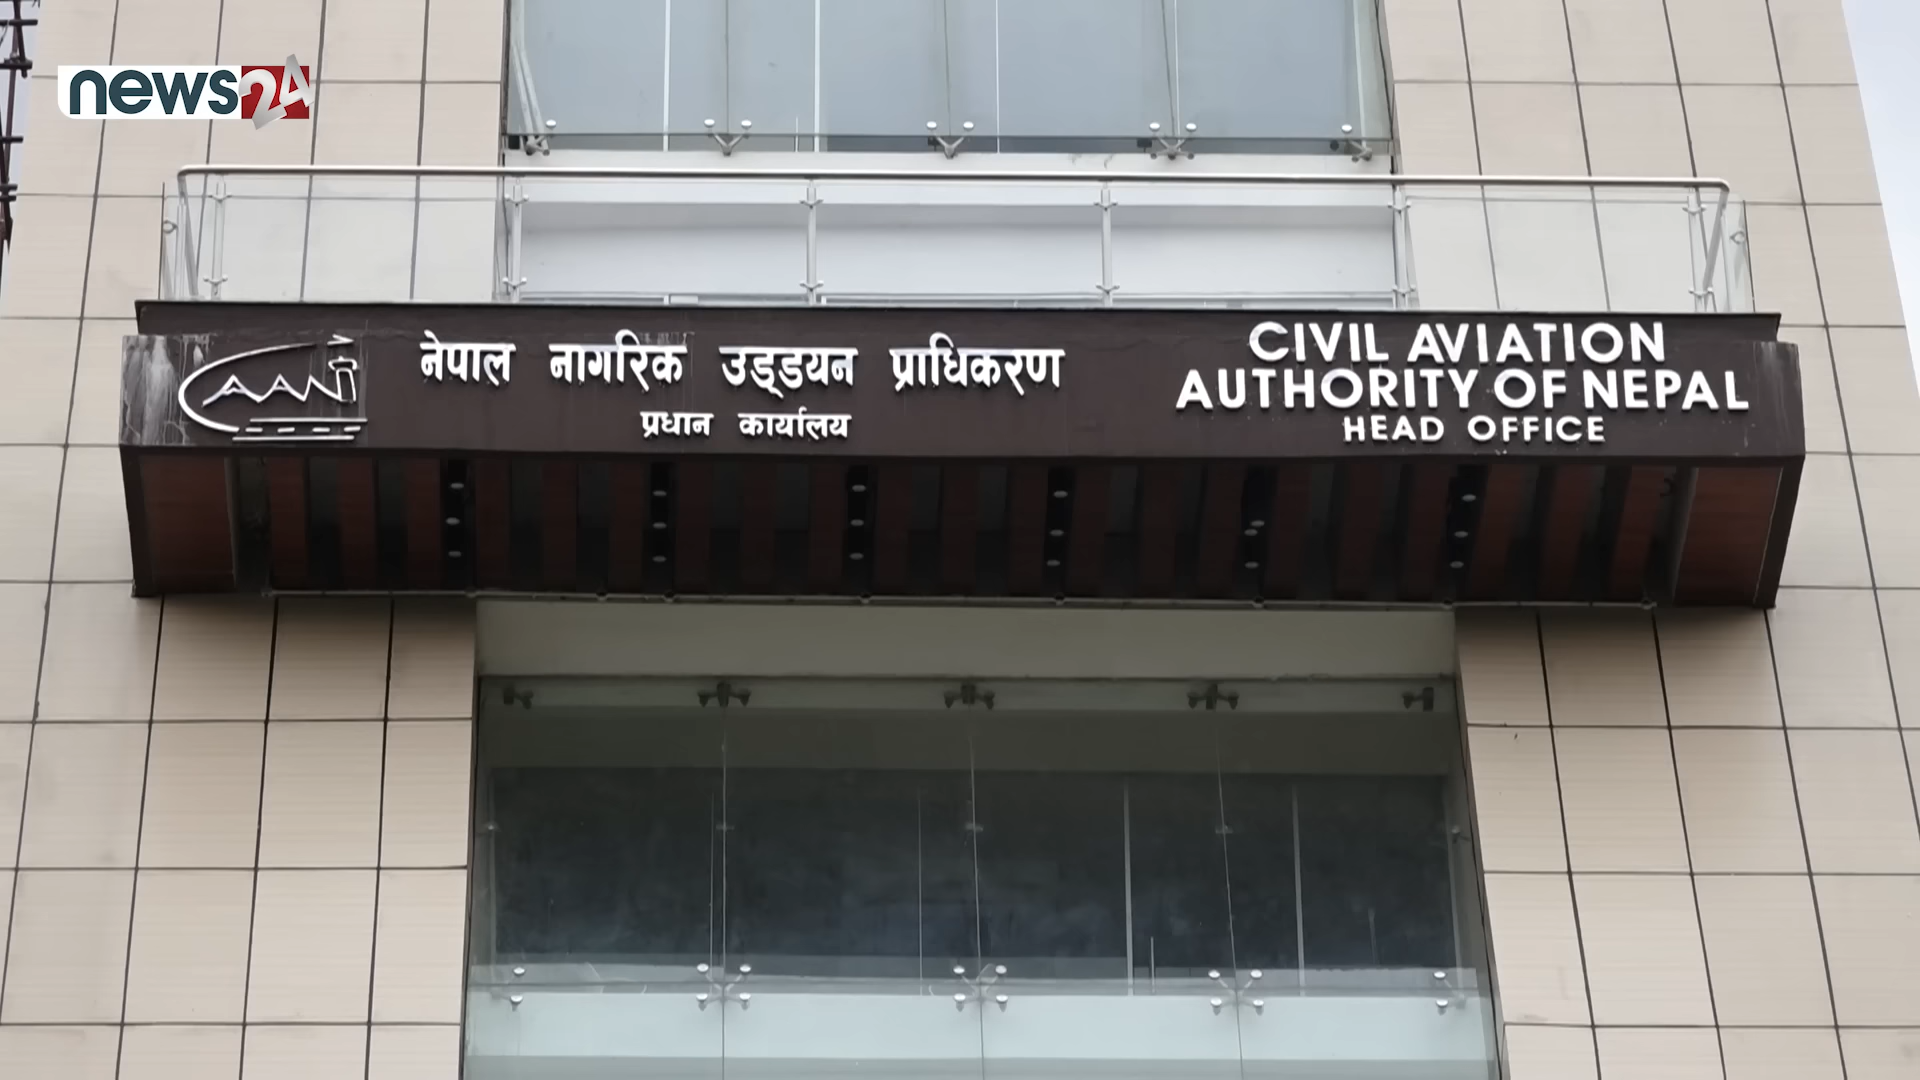 news24
CAAN
नेपाल नागरिक उड्डयन प्राधिकरण
प्रधान कार्यालय
CIVIL AVIATION
AUTHORITY OF NEPAL
HEAD OFFICE